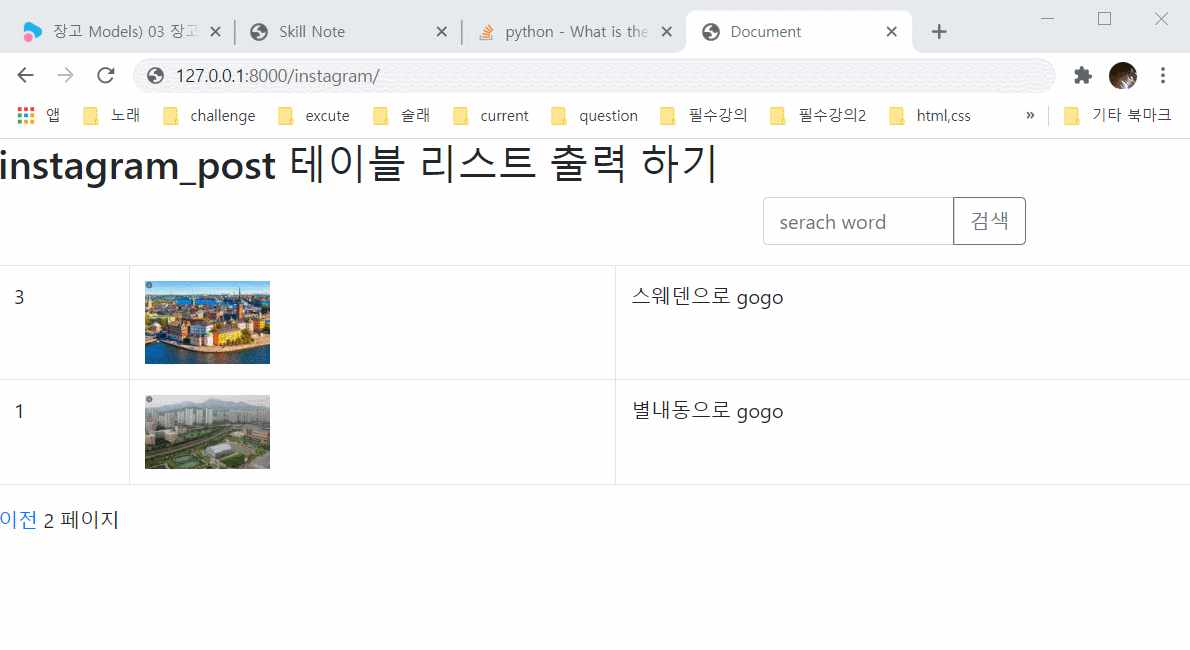 장고 Models) 03 장고
Skill Note
python - What is the
Document
127.0.0.1:8000/instagram/
앱
노래
challenge
excute
술래
current
question
필수강의
필수강의2
html,css
»
기타 북마크
instagram_post 테이블 리스트 출력 하기
serach word
검색
3
스웨덴으로 gogo
1
별내동으로 gogo
이전 2 페이지